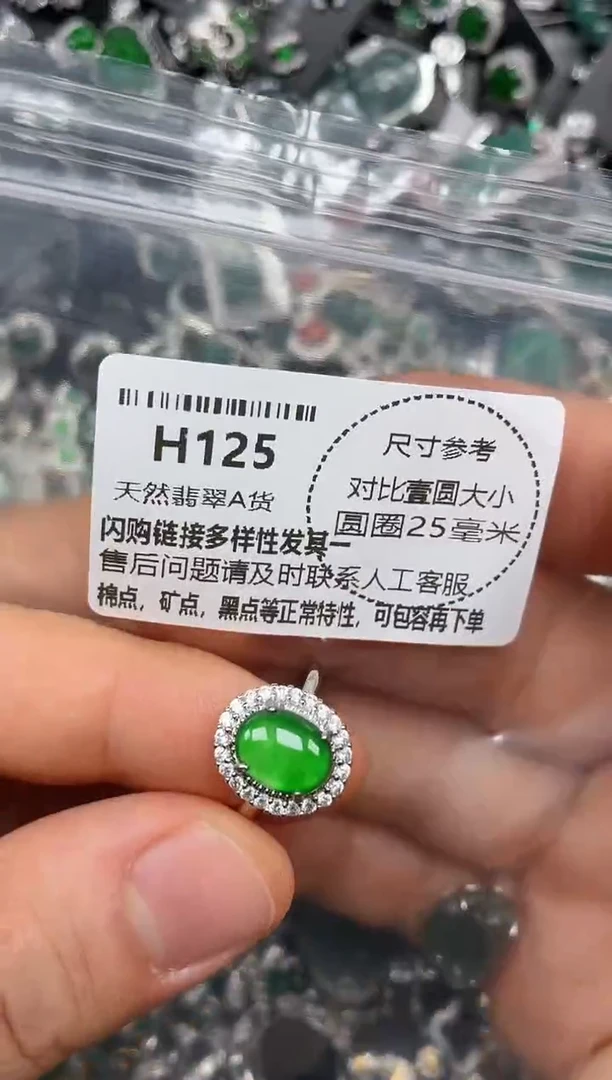 H125
天然翡翠A货
尺寸参考
对比壹圆大小
圆圈25毫米
闪购链接多样性发其一
售后问题请及时联系人工客服
棉点，矿点，黑点等正常特性，可包容再下单